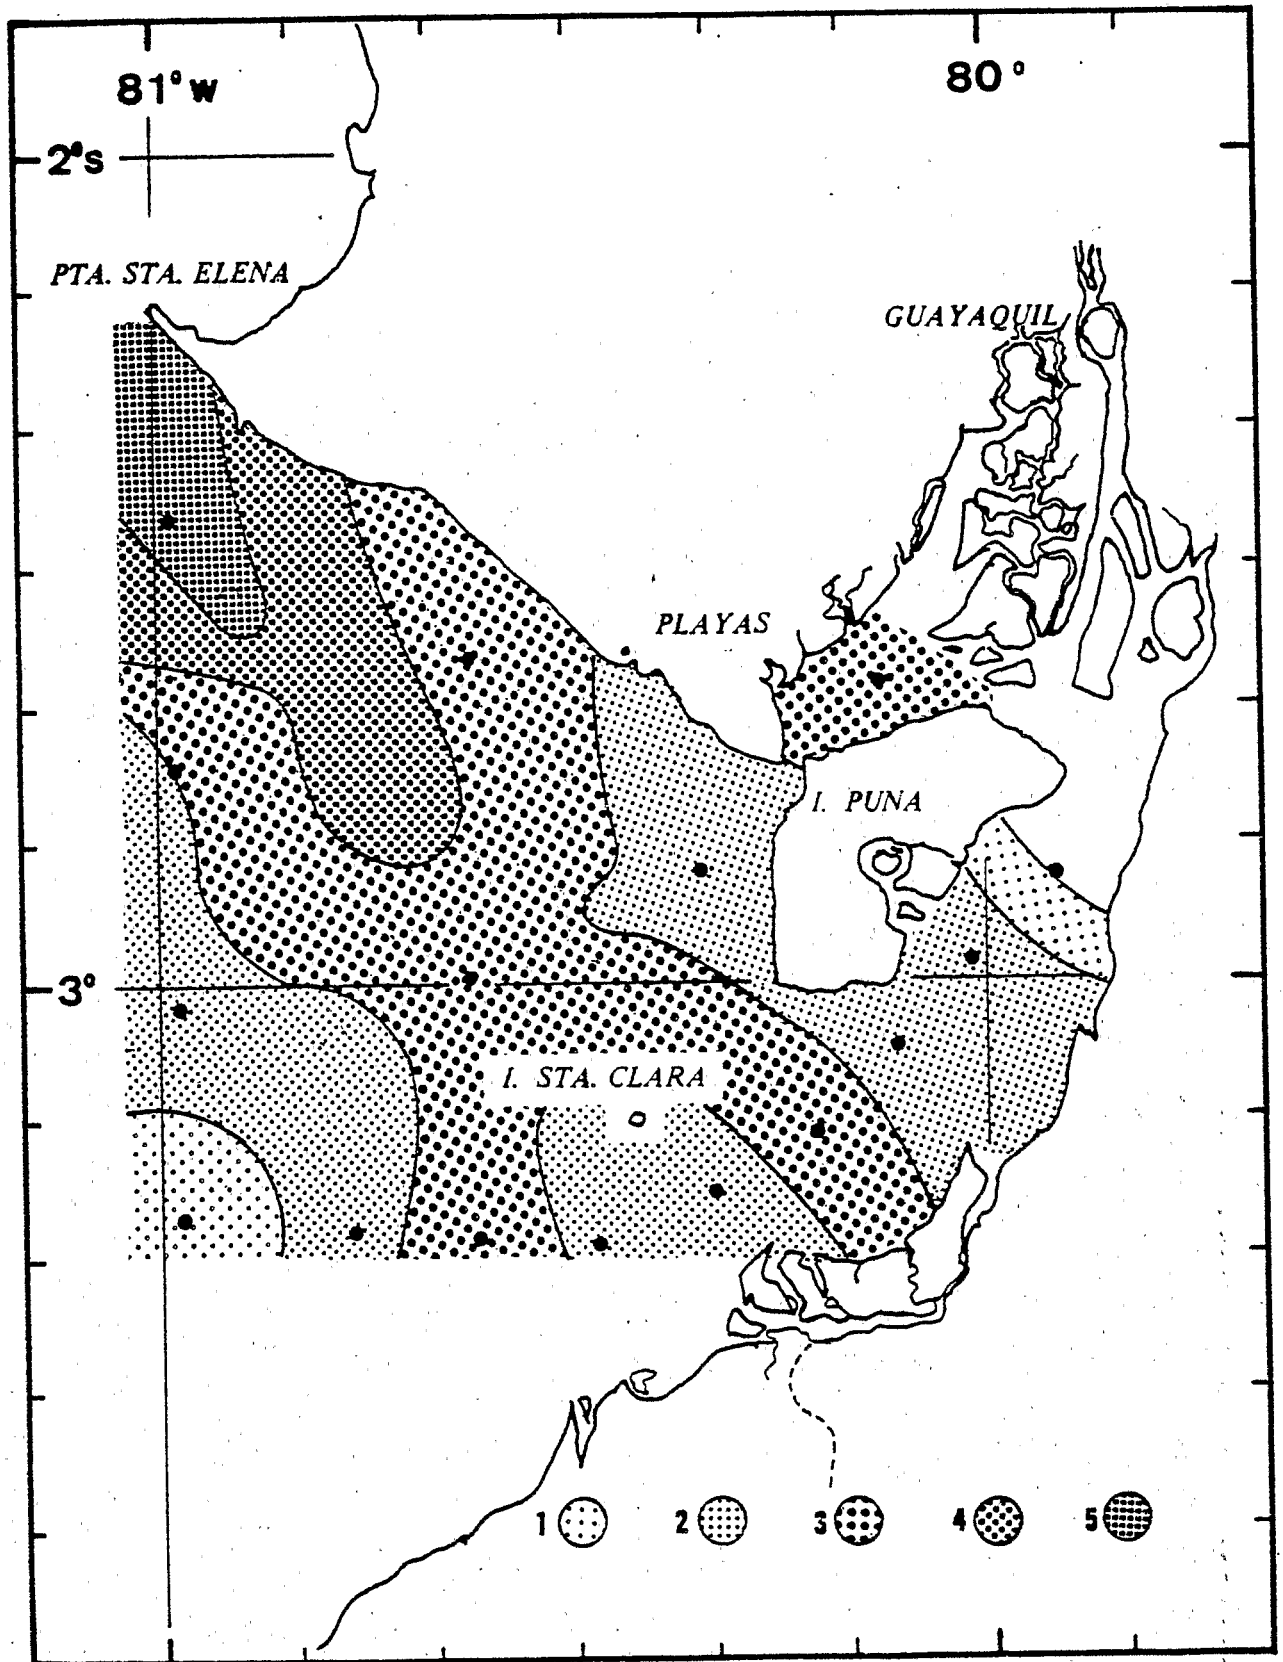 81°W
80°
2°S
PTA. STA. ELENA
GUAYAQUIL
PLAYAS
I. PUNA
3°
I. STA. CLARA
1 2 3 4 5